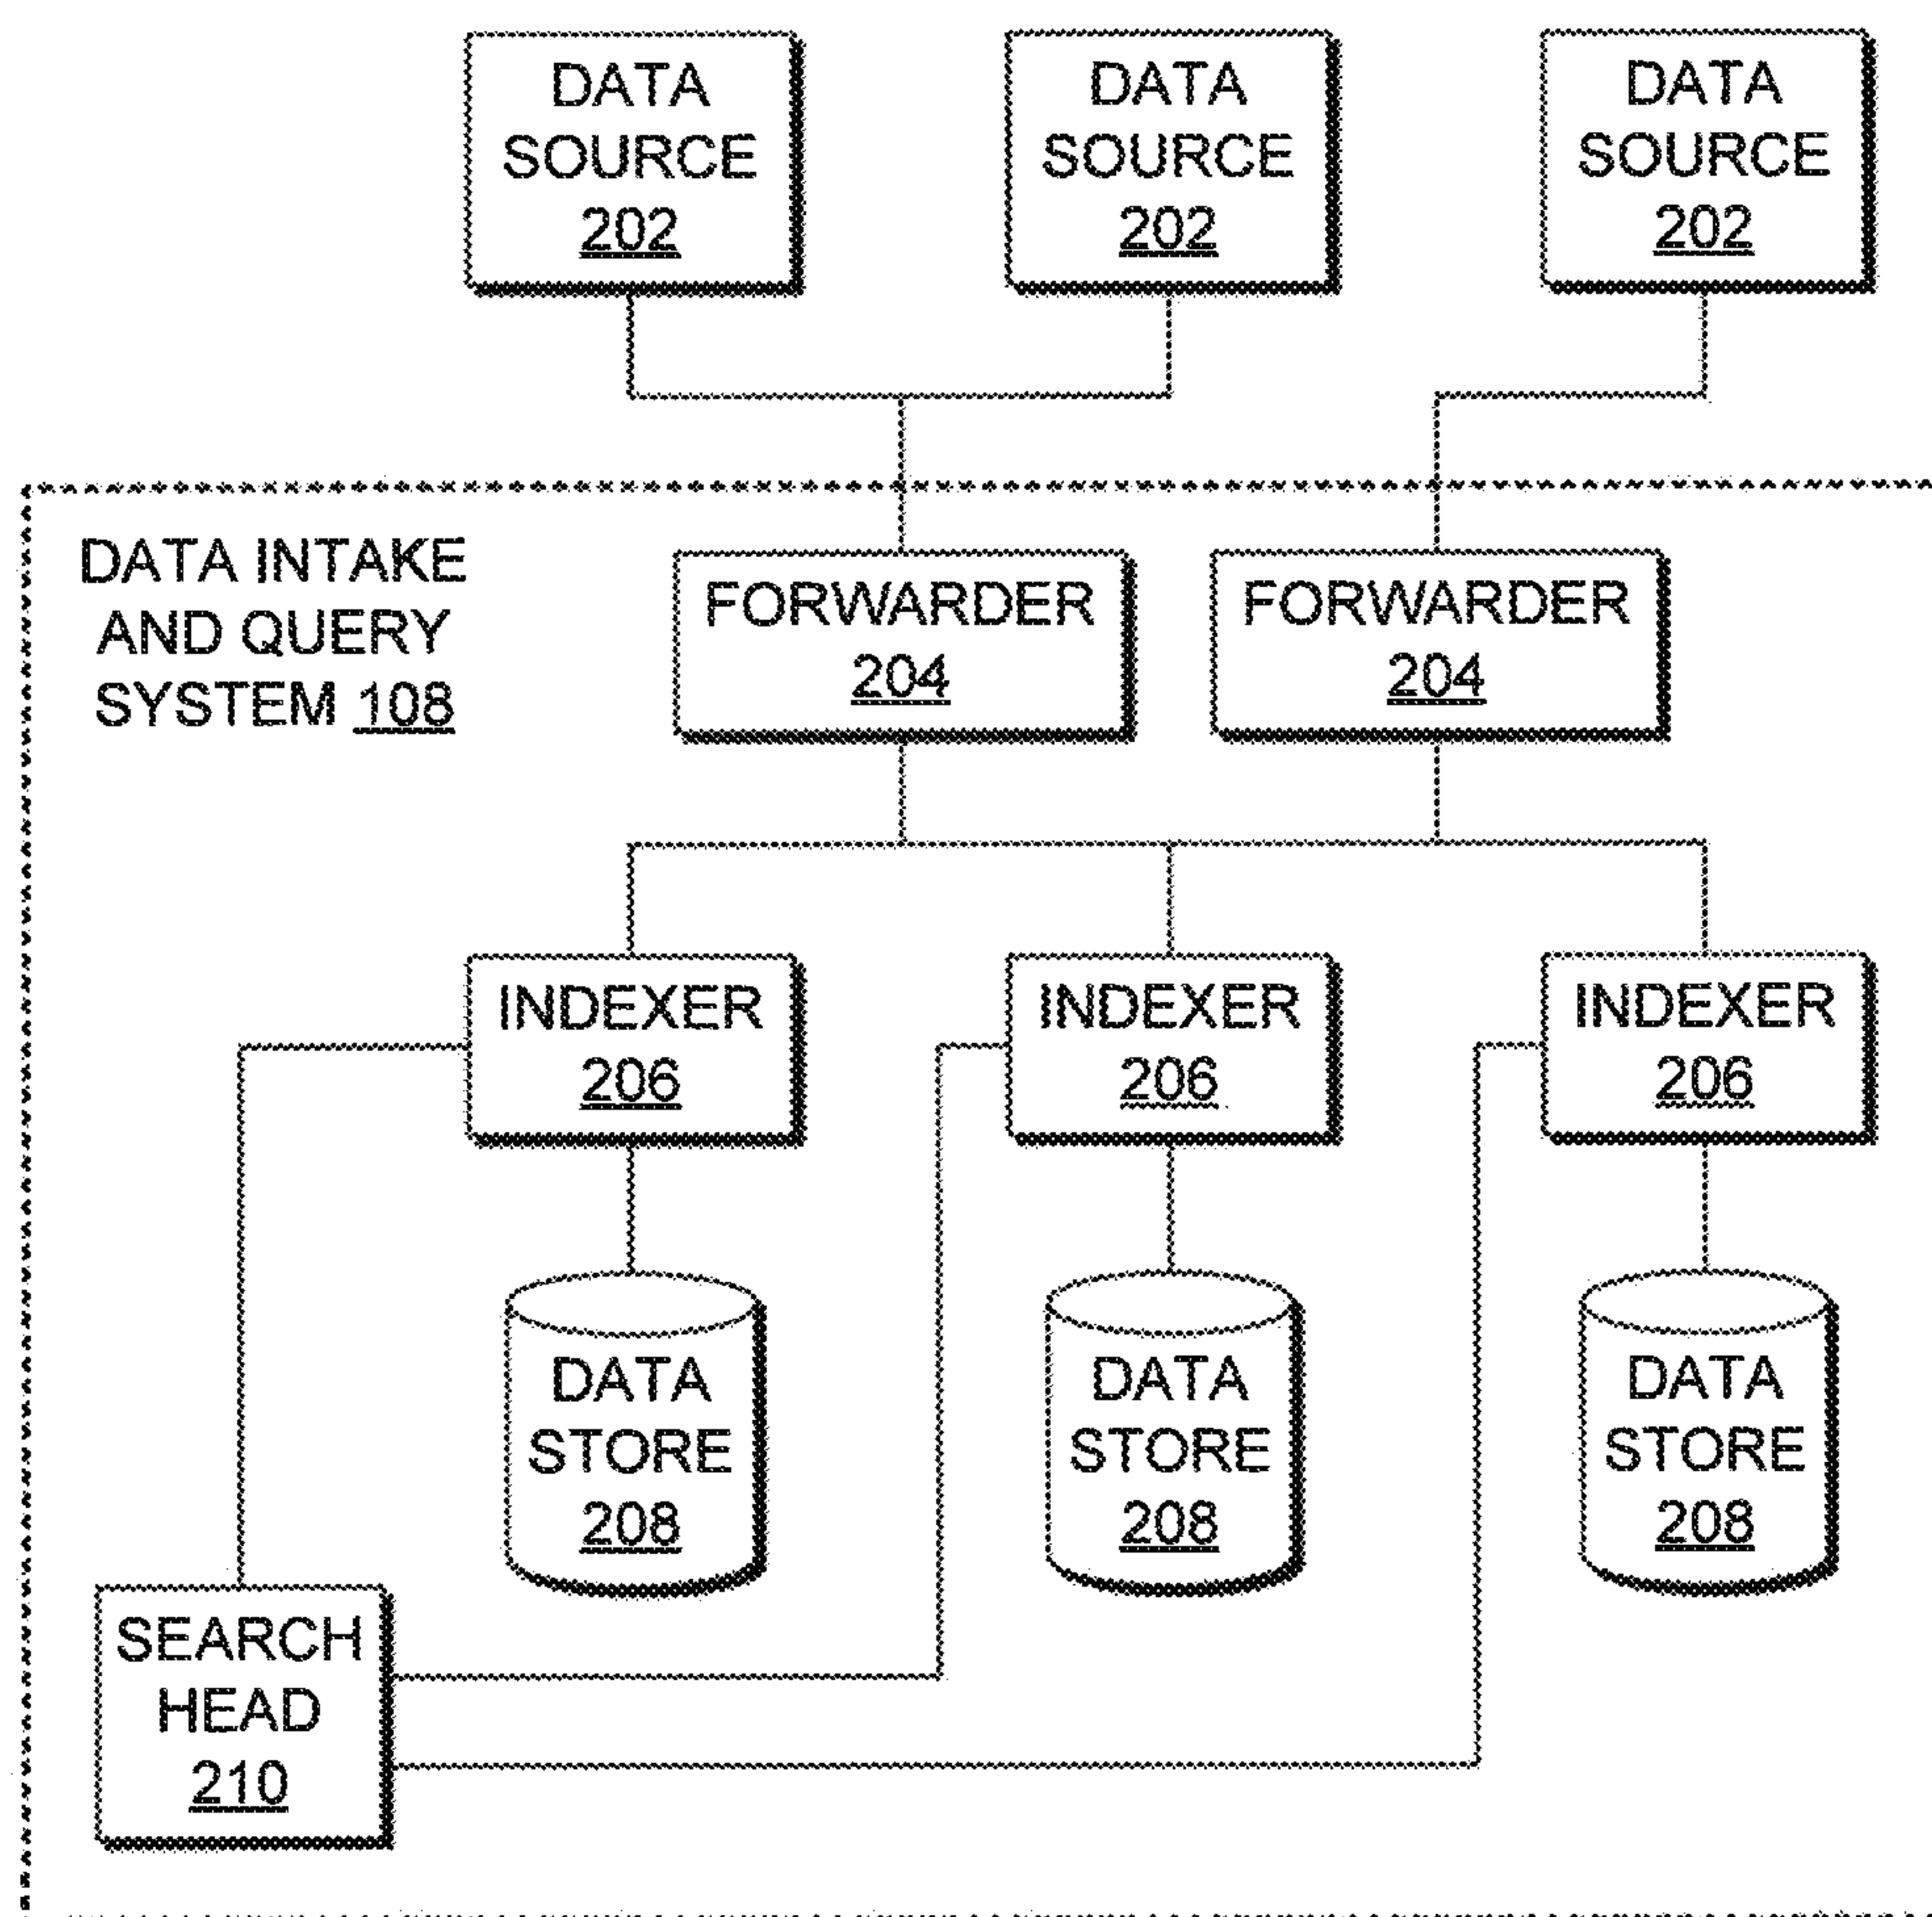 DATA
SOURCE
202
DATA
SOURCE
202
DATA
SOURCE
202
DATA INTAKE
AND QUERY
SYSTEM 108
FORWARDER
204
FORWARDER
204
INDEXER
206
INDEXER
206
INDEXER
206
DATA
STORE
208
DATA
STORE
208
DATA
STORE
208
SEARCH
HEAD
210